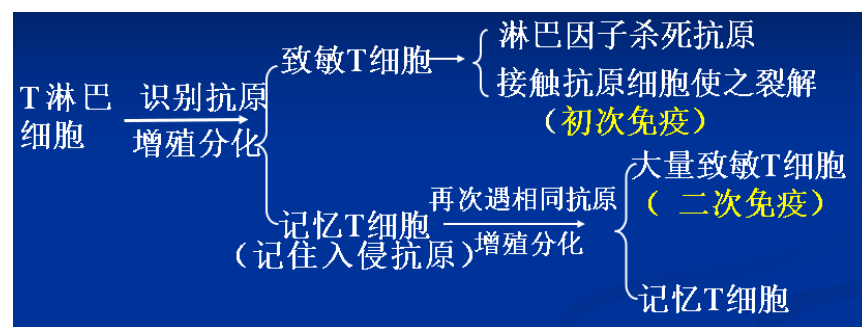 淋巴因子杀死抗原
致敏T细胞
接触抗原细胞使之裂解
T淋巴
细胞
识别抗原
增殖分化
（初次免疫）
大量致敏T细胞
（ 二次免疫）
再次遇相同抗原
增殖分化
记忆T细胞
（记住入侵抗原）
记忆T细胞